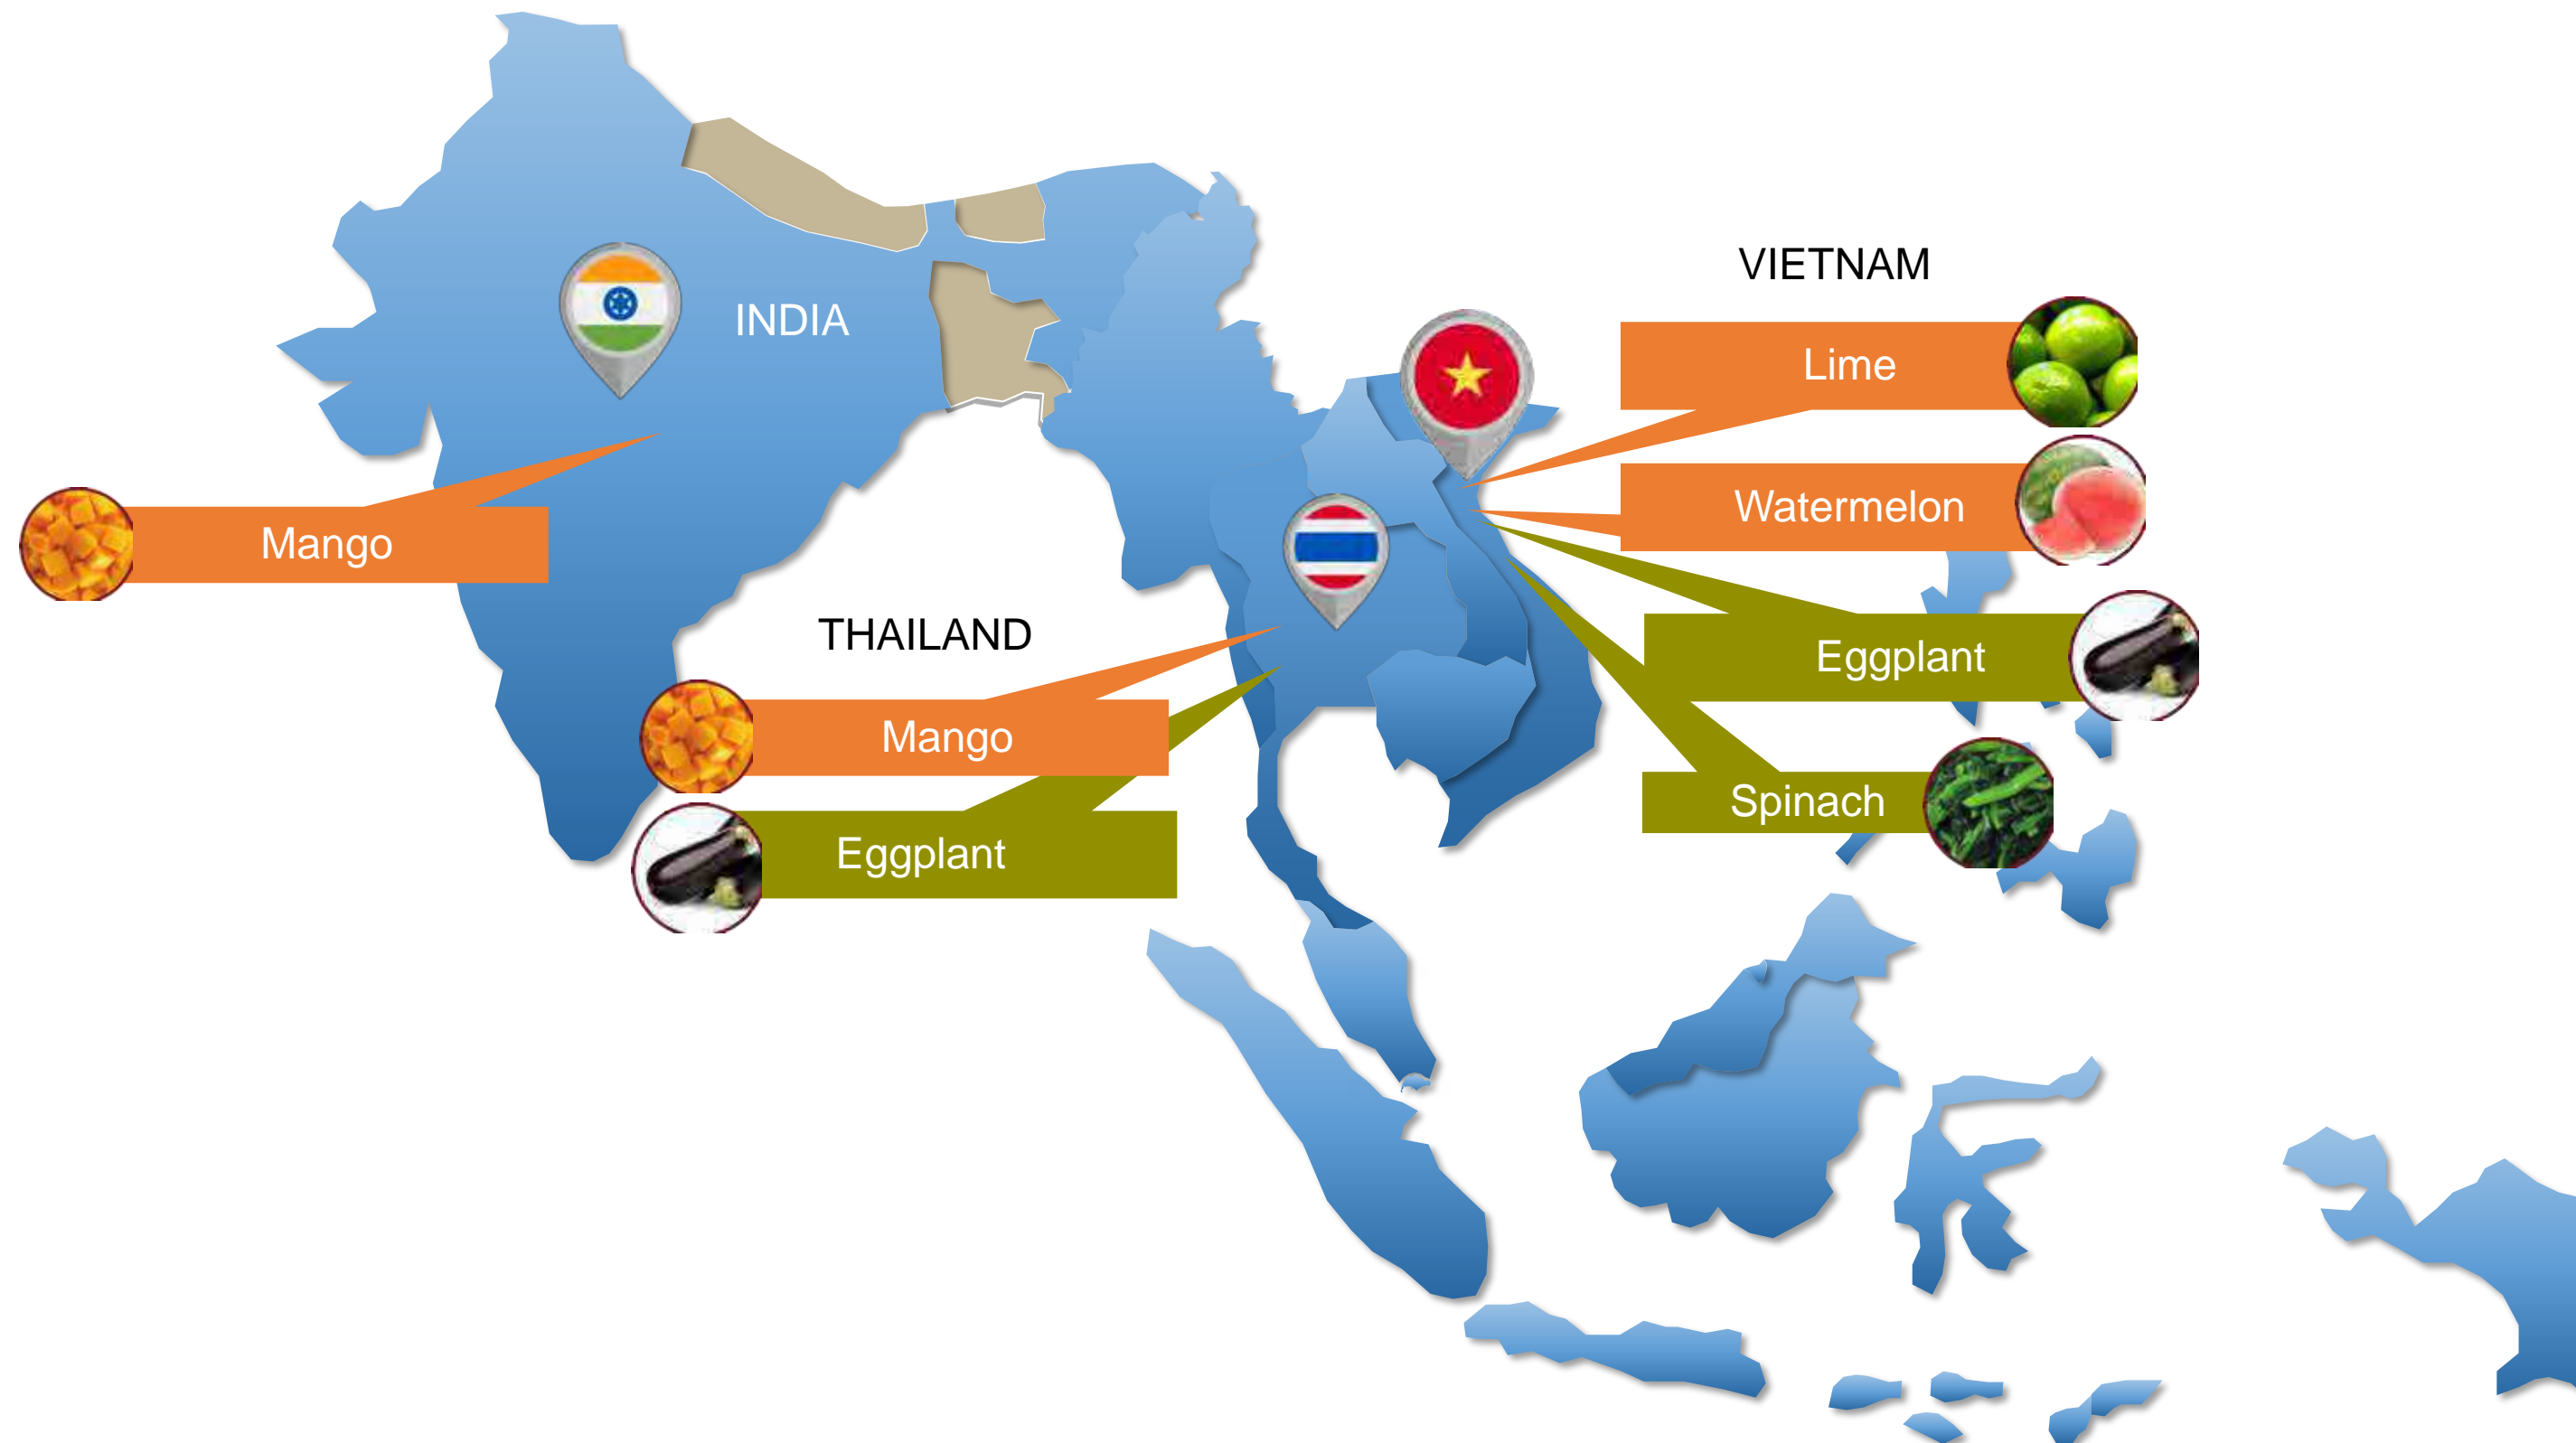 VIETNAM
INDIA
Lime
Watermelon
Mango
THAILAND
Eggplant
Mango
Spinach
Eggplant